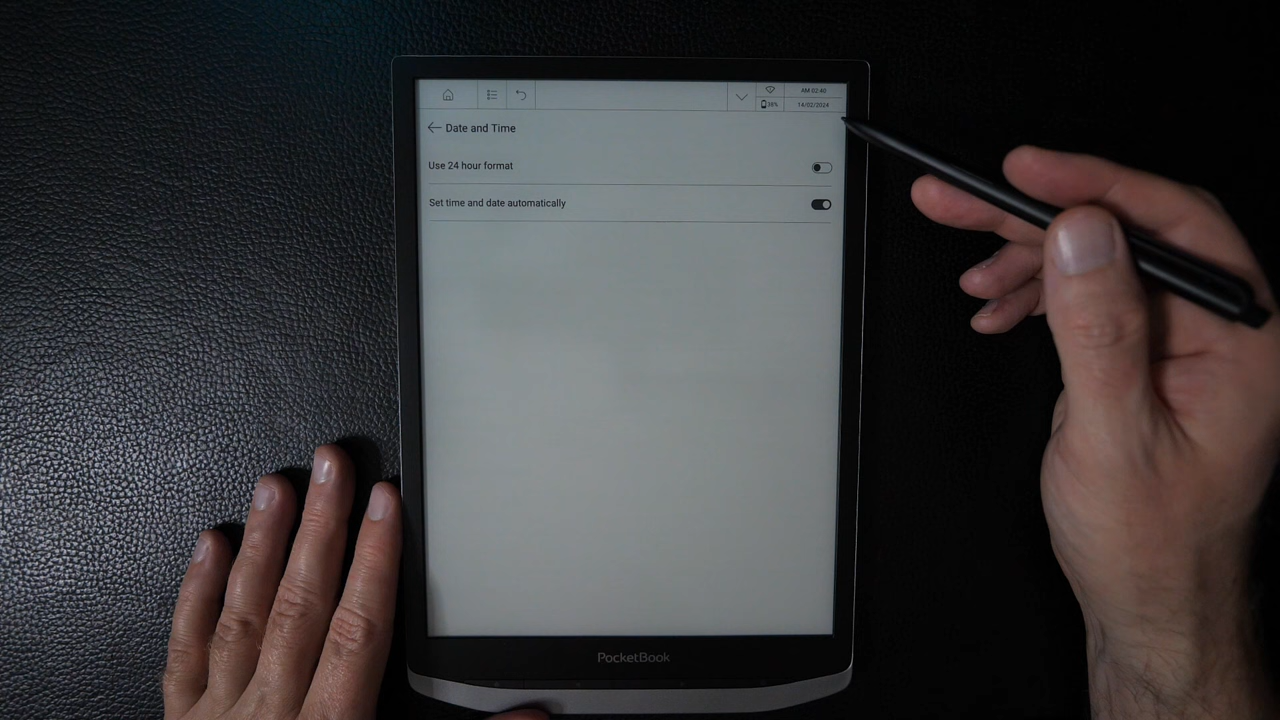 AM 02:40
38%
14/02/2024
Date and Time
Use 24 hour format
Set time and date automatically
PocketBook